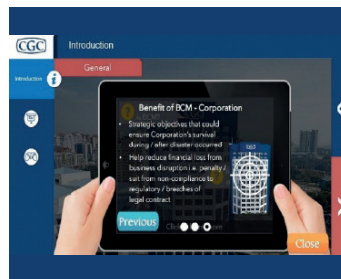 CGC
Introduction
Introduction
General
Benefit of BCM - Corporation
• Strategic objectives that could
ensure Corporation's survival
during / after disaster occurred
• Help reduce financial loss from
business disruption i.e. penalty /
suit from non-compliance to
regulatory / breaches of
legal contract
Previous
Close